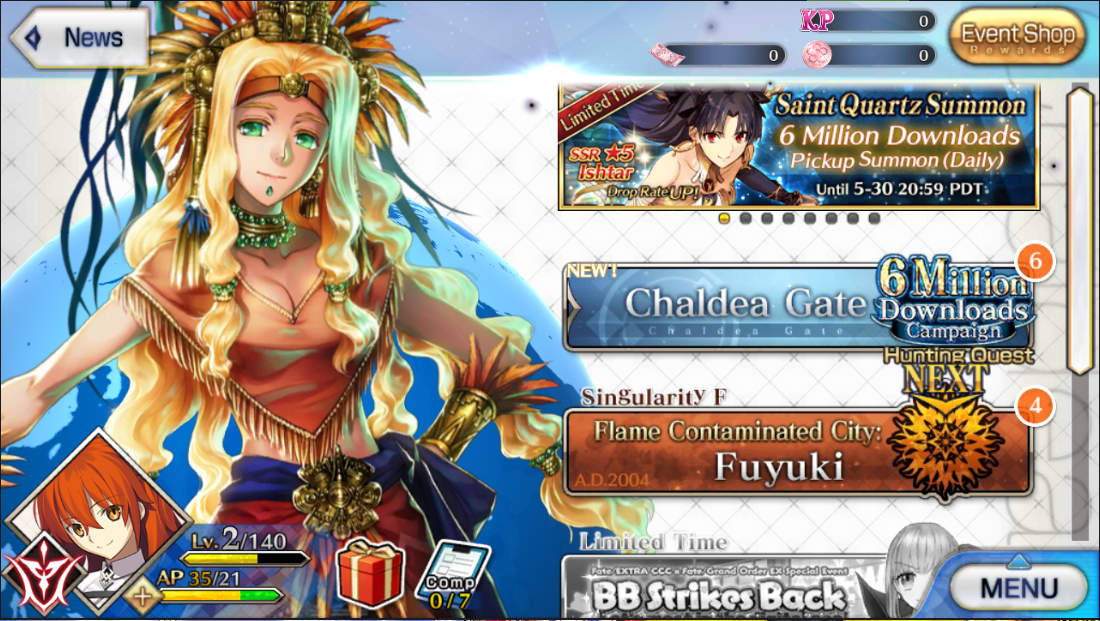 News
KP 0
0
0
Event Shop
Rewards
Limited Time
Saint Quartz Summon
6 Million Downloads
Pickup Summon (Daily)
SSR ★5
Ishtar
Drop Rate UP!
Until 5-30 20:59 PDT
NEW!
6
Chaldea Gate
Chaldea Gate
6 Million
Downloads
Campaign
Hunting Quest
NEXT
4
Singularity F
Flame Contaminated City:
Fuyuki
A.D.2004
Limited Time
Fate/EXTRA CCC × Fate/Grand Order EX Special Event
BB Strikes Back
Lv. 2/140
AP 35/21
Comp
0/7
MENU